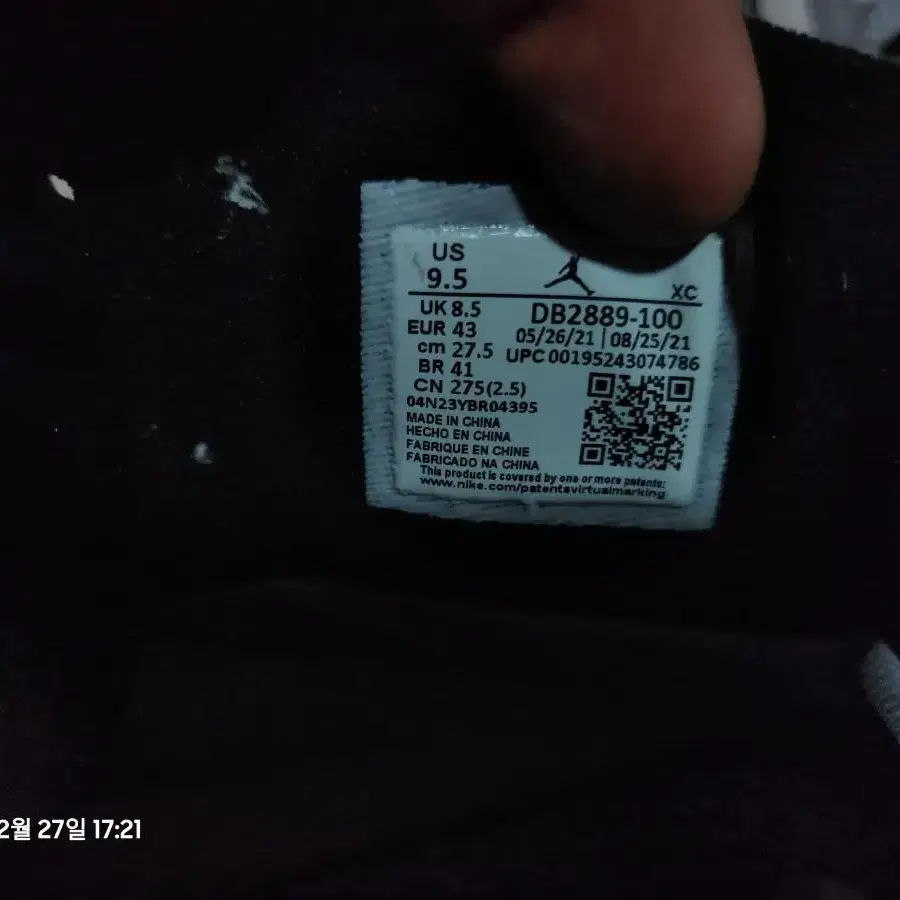 US
9.5
XC
UK 8.5
DB2889-100
EUR 43
05/26/21 | 08/25/21
cm 27.5
UPC 00195243074786
BR 41
CN 275(2.5)
04N23YBR04395
MADE IN CHINA
HECHO EN CHINA
FABRIQUE EN CHINE
FABRICADO NA CHINA
This product is covered by one or more patents:
www.nike.com/patentsvirtualmarking
2월 27일 17:21